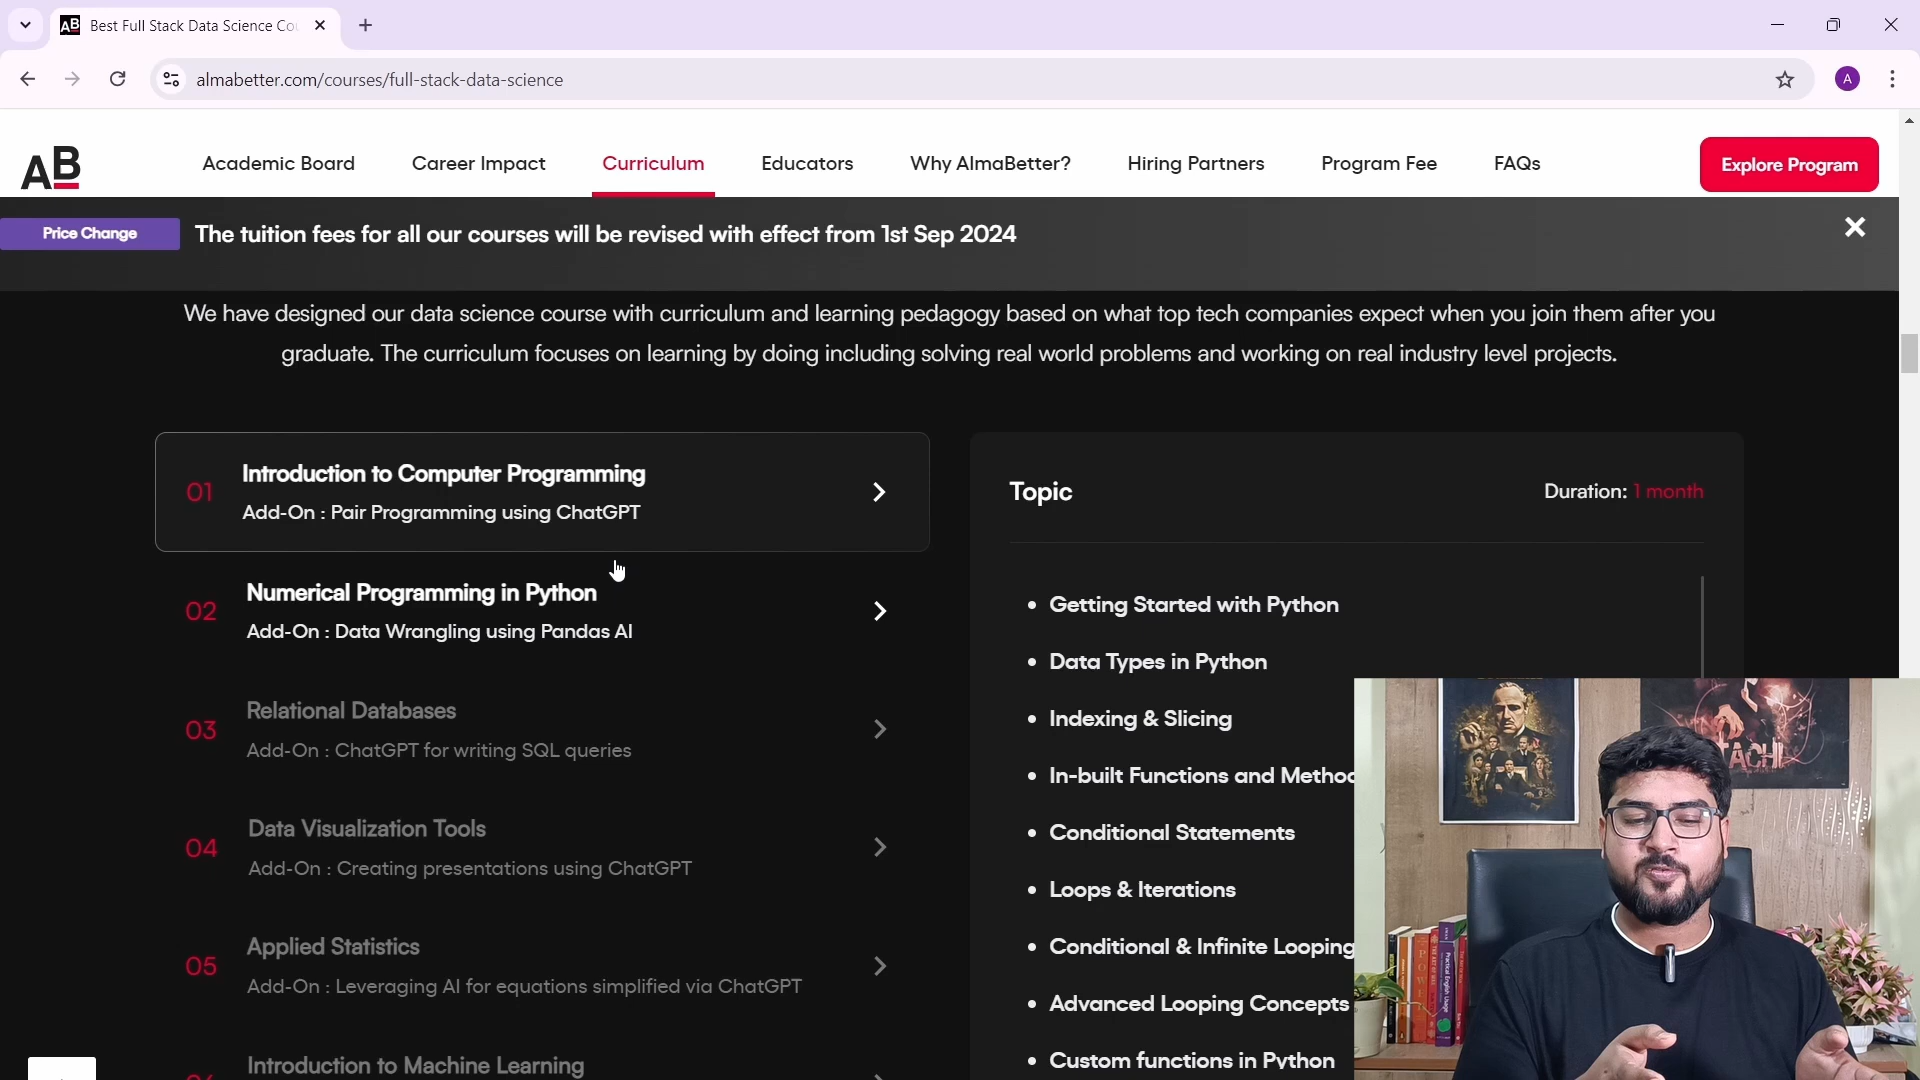 AB
Best Full Stack Data Science Co
almabetter.com/courses/full-stack-data-science
A
AB
Academic Board
Career Impact
Curriculum
Educators
Why AlmaBetter?
Hiring Partners
Program Fee
FAQs
Explore Program
Price Change
The tuition fees for all our courses will be revised with effect from 1st Sep 2024
We have designed our data science course with curriculum and learning pedagogy based on what top tech companies expect when you join them after you
graduate. The curriculum focuses on learning by doing including solving real world problems and working on real industry level projects.
01
Introduction to Computer Programming
Add-On : Pair Programming using ChatGPT
02
Numerical Programming in Python
Add-On : Data Wrangling using Pandas AI
03
Relational Databases
Add-On : ChatGPT for writing SQL queries
04
Data Visualization Tools
Add-On : Creating presentations using ChatGPT
05
Applied Statistics
Add-On : Leveraging AI for equations simplified via ChatGPT
Introduction to Machine Learning
Topic
Duration: 1 month
• Getting Started with Python
• Data Types in Python
• Indexing & Slicing
• In-built Functions and Method
• Conditional Statements
• Loops & Iterations
• Conditional & Infinite Looping
• Advanced Looping Concepts
• Custom functions in Python
TACHI
Practical English Usage